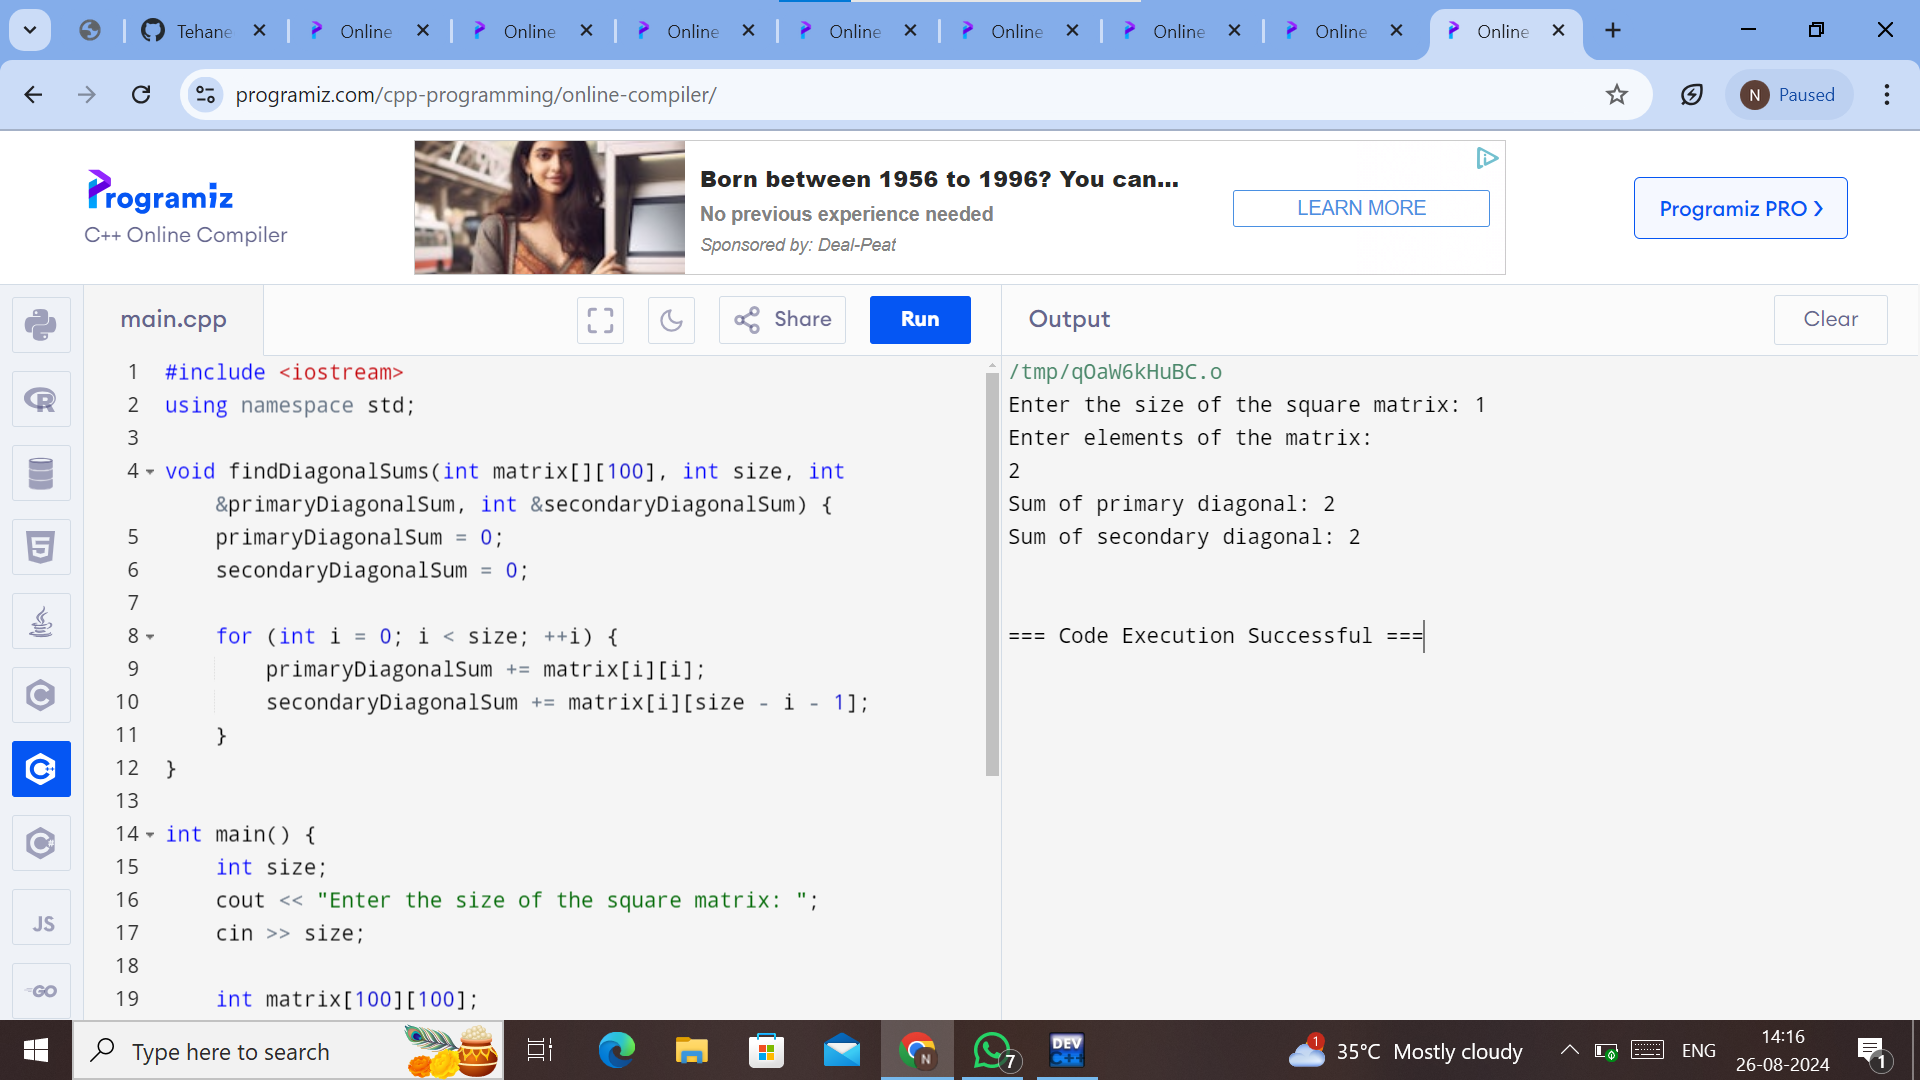 Tehane
Online
Online
Online
Online
Online
Online
Online
Online
programiz.com/cpp-programming/online-compiler/
N Paused
Programiz
C++ Online Compiler
Born between 1956 to 1996? You can...
No previous experience needed
Sponsored by: Deal-Peat
LEARN MORE
Programiz PRO
main.cpp
Share
Run
Output
Clear
1 #include <iostream>
2 using namespace std;
3
4 void findDiagonalSums(int matrix[][100], int size, int
&primaryDiagonalSum, int &secondaryDiagonalSum) {
5 primaryDiagonalSum = 0;
6 secondaryDiagonalSum = 0;
7
8 for (int i = 0; i < size; ++i) {
9 primaryDiagonalSum += matrix[i][i];
10 secondaryDiagonalSum += matrix[i][size - i - 1];
11 }
12 }
13
14 int main() {
15 int size;
16 cout << "Enter the size of the square matrix: ";
17 cin >> size;
18
19 int matrix[100][100];
/tmp/qOaW6kHuBC.o
Enter the size of the square matrix: 1
Enter elements of the matrix:
2
Sum of primary diagonal: 2
Sum of secondary diagonal: 2
=== Code Execution Successful ===
R
5
C
C++
C#
JS
GO
Type here to search
N
7
DEV
C++
1
35°C Mostly cloudy
ENG
14:16
26-08-2024
1